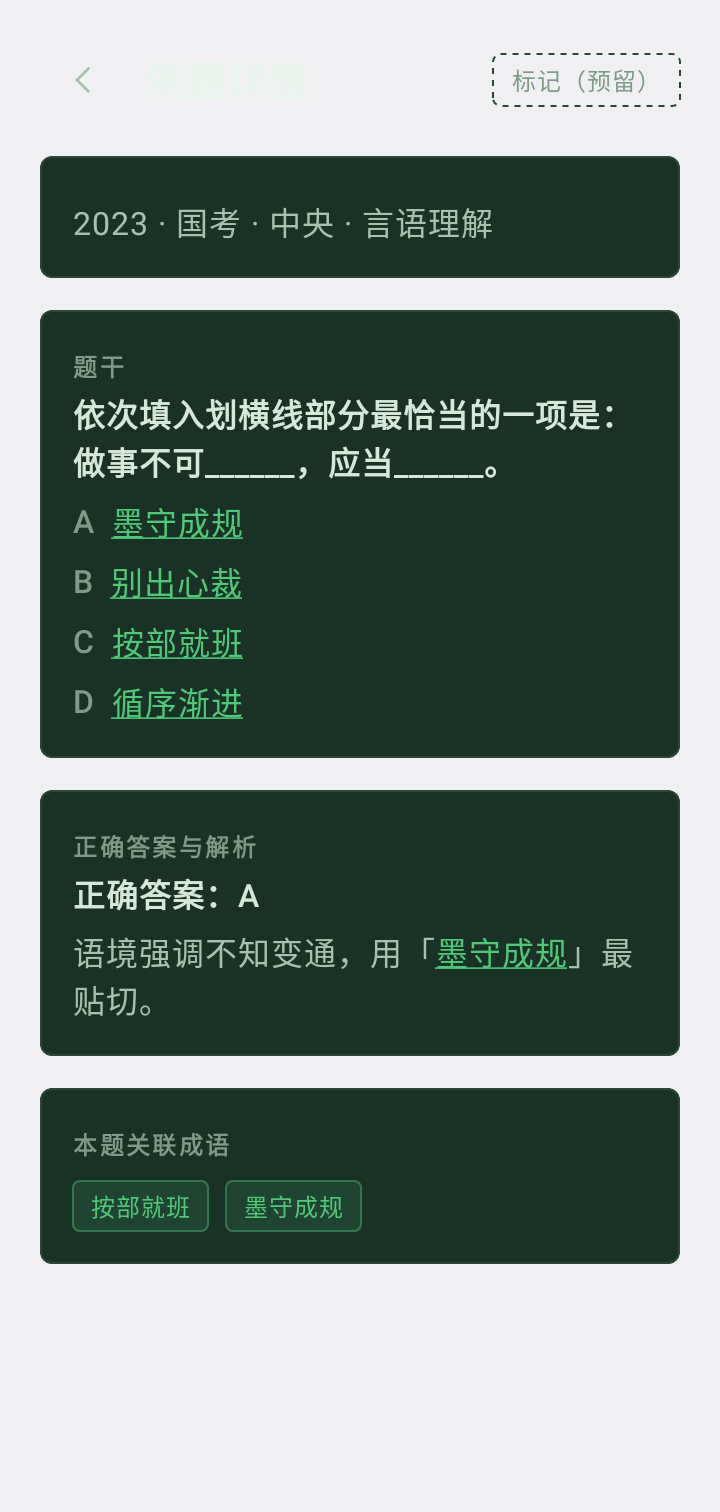 标记（预留）
2023 · 国考 · 中央 · 言语理解
题干
依次填入划横线部分最恰当的一项是：
做事不可______，应当______。
A 墨守成规
B 别出心裁
C 按部就班
D 循序渐进
正确答案与解析
正确答案：A
语境强调不知变通，用「墨守成规」最
贴切。
本题关联成语
按部就班 墨守成规